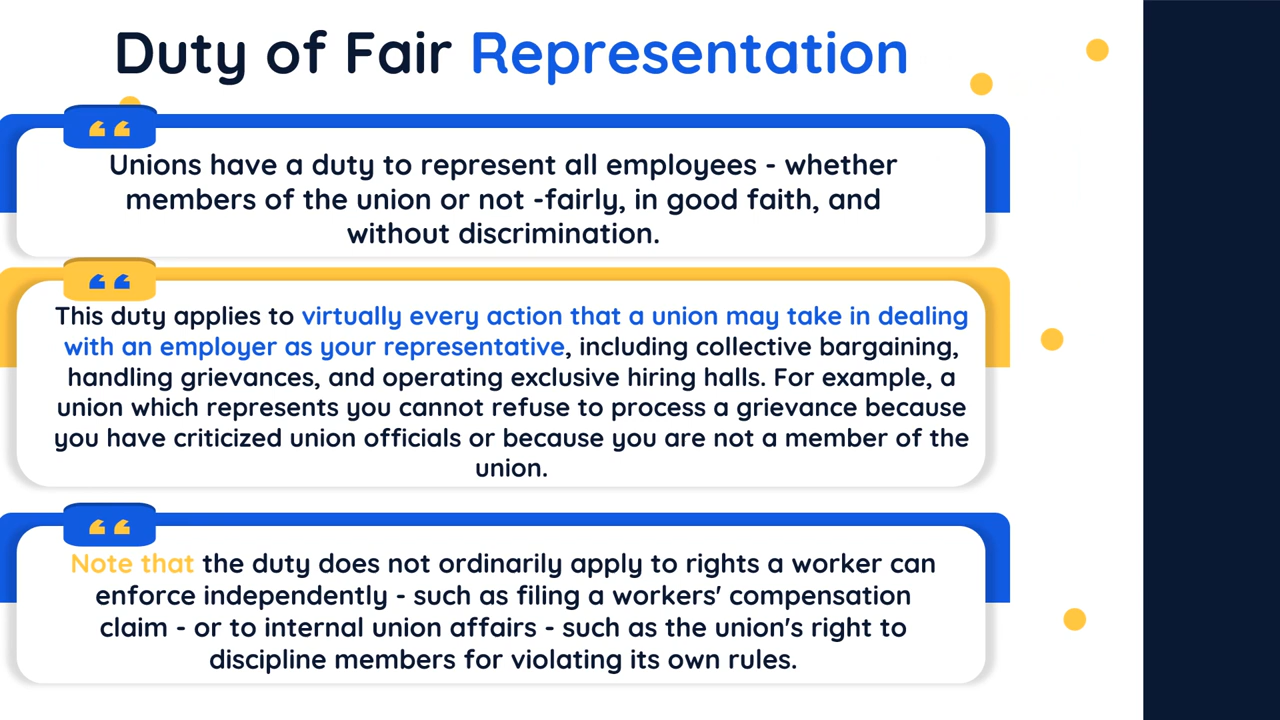 Duty of Fair Representation
Unions have a duty to represent all employees - whether
members of the union or not -fairly, in good faith, and
without discrimination.
This duty applies to virtually every action that a union may take in dealing
with an employer as your representative, including collective bargaining,
handling grievances, and operating exclusive hiring halls. For example, a
union which represents you cannot refuse to process a grievance because
you have criticized union officials or because you are not a member of the
union.
Note that the duty does not ordinarily apply to rights a worker can
enforce independently - such as filing a workers' compensation
claim - or to internal union affairs - such as the union's right to
discipline members for violating its own rules.